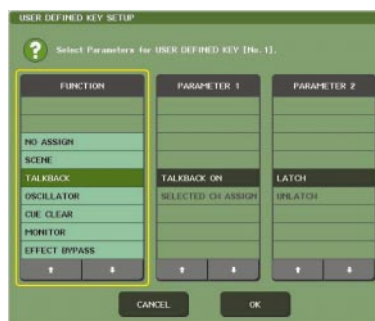 USER DEFINED KEY SETUP
Select Parameters for USER DEFINED KEY [No.1].
FUNCTION
NO ASSIGN
SCENE
TALKBACK
OSCILLATOR
CUE CLEAR
MONITOR
EFFECT BYPASS
PARAMETER 1
TALKBACK ON
SELECTED CH ASSIGN
PARAMETER 2
LATCH
UNLATCH
CANCEL
OK